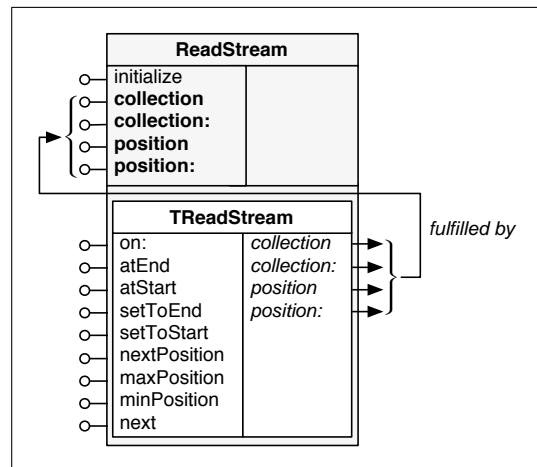 ReadStream
initialize
collection
collection:
position
position:
TReadStream
fulfilled by
on: collection
atEnd collection:
atStart position
setToEnd position:
setToStart
nextPosition
maxPosition
minPosition
next